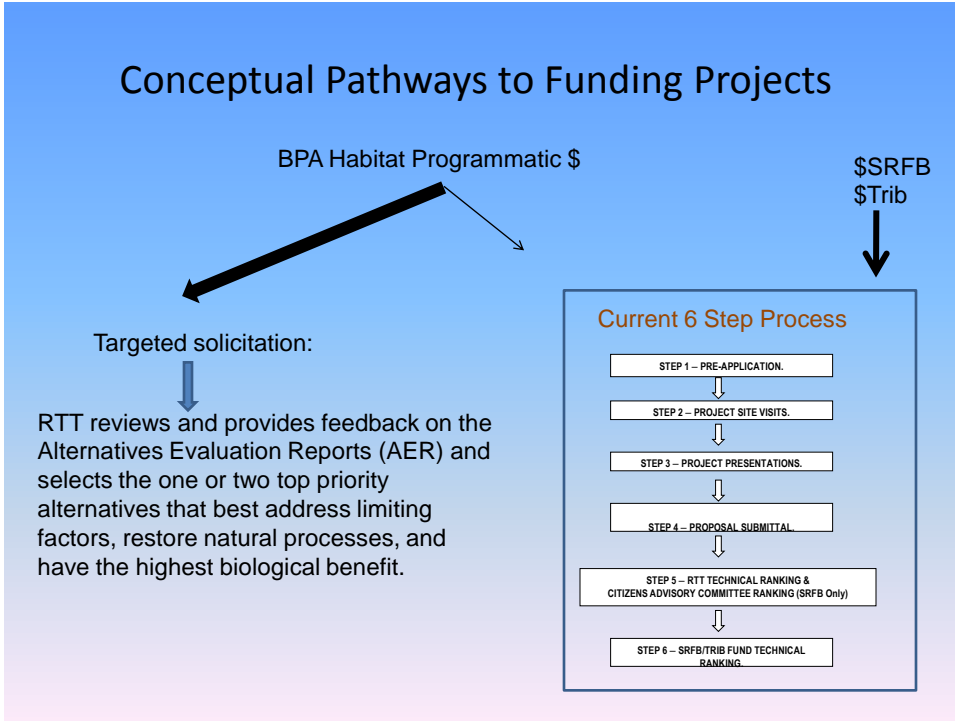 Conceptual Pathways to Funding Projects
BPA Habitat Programmatic $
$SRFB
$Trib
Targeted solicitation:
RTT reviews and provides feedback on the
Alternatives Evaluation Reports (AER) and
selects the one or two top priority
alternatives that best address limiting
factors, restore natural processes, and
have the highest biological benefit.
Current 6 Step Process
STEP 1 – PRE-APPLICATION.
STEP 2 – PROJECT SITE VISITS.
STEP 3 – PROJECT PRESENTATIONS.
STEP 4 – PROPOSAL SUBMITTAL.
STEP 5 – RTT TECHNICAL RANKING &
CITIZENS ADVISORY COMMITTEE RANKING (SRFB Only)
STEP 6 – SRFB/TRIB FUND TECHNICAL
RANKING.